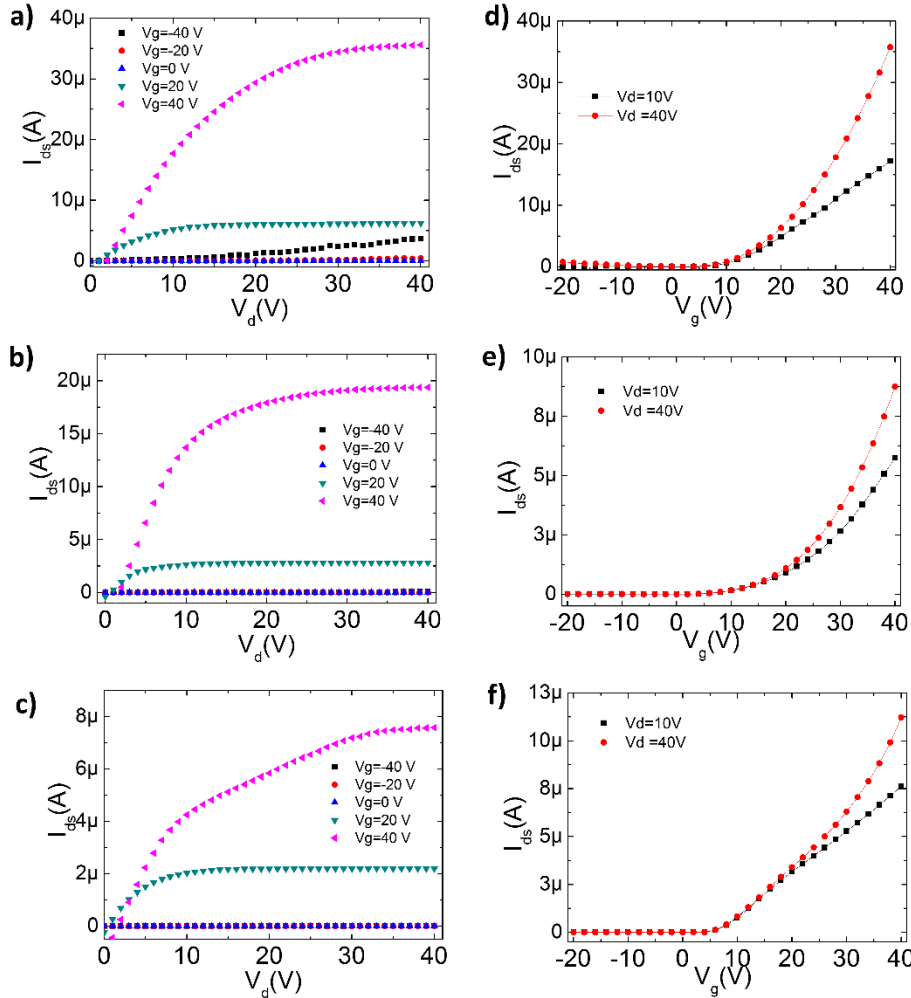 a)
40µ
30µ
20µ
10µ
0
I_ds(A)
Vg=-40 V
Vg=-20 V
Vg=0 V
Vg=20 V
Vg=40 V
0 10 20 30 40
V_d(V)
d)
40µ
30µ
20µ
10µ
0
I_ds(A)
Vd=10V
Vd =40V
-20 -10 0 10 20 30 40
V_g(V)
b)
20µ
15µ
10µ
5µ
0
I_ds(A)
Vg=-40 V
Vg=-20 V
Vg=0 V
Vg=20 V
Vg=40 V
0 10 20 30 40
V_d(V)
e)
10µ
8µ
5µ
3µ
0
I_ds(A)
Vd=10V
Vd =40V
-20 -10 0 10 20 30 40
V_g(V)
c)
8µ
6µ
4µ
2µ
0
I_ds(A)
Vg=-40 V
Vg=-20 V
Vg=0 V
Vg=20 V
Vg=40 V
0 10 20 30 40
V_d(V)
f)
13µ
10µ
8µ
5µ
3µ
0
I_ds(A)
Vd=10V
Vd =40V
-20 -10 0 10 20 30 40
V_g(V)